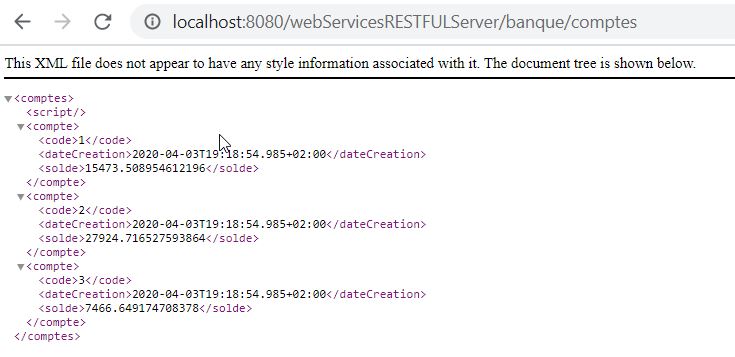 localhost:8080/webServicesRESTFULServer/banque/comptes
This XML file does not appear to have any style information associated with it. The document tree is shown below.
▼<comptes>
<script/>
▼<compte>
<code>1</code>
<dateCreation>2020-04-03T19:18:54.985+02:00</dateCreation>
<solde>15473.508954612196</solde>
</compte>
▼<compte>
<code>2</code>
<dateCreation>2020-04-03T19:18:54.985+02:00</dateCreation>
<solde>27924.716527593864</solde>
</compte>
▼<compte>
<code>3</code>
<dateCreation>2020-04-03T19:18:54.985+02:00</dateCreation>
<solde>7466.649174708378</solde>
</compte>
</comptes>